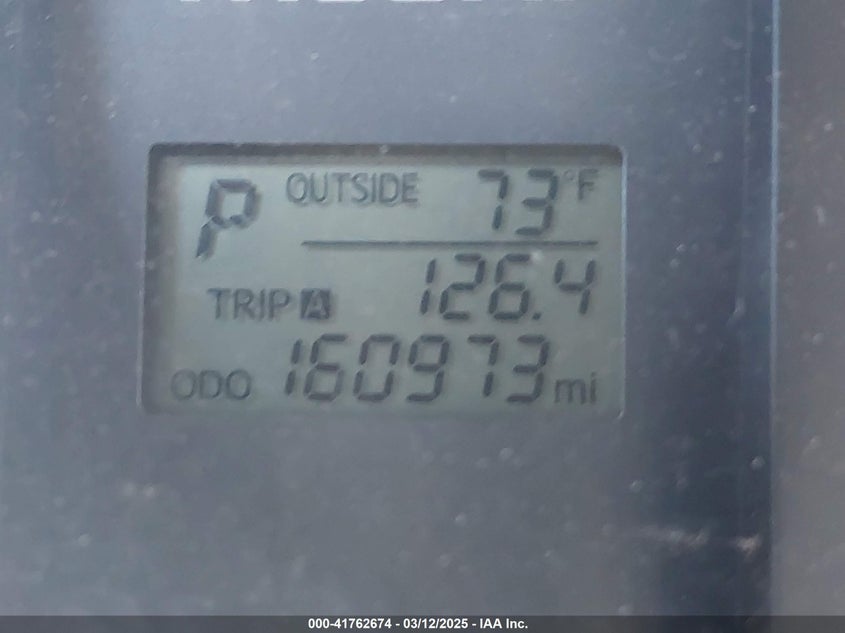 P OUTSIDE 73°F
TRIP A 126.4
ODO 160973 mi
000-41762674 - 03/12/2025 - IAA Inc.